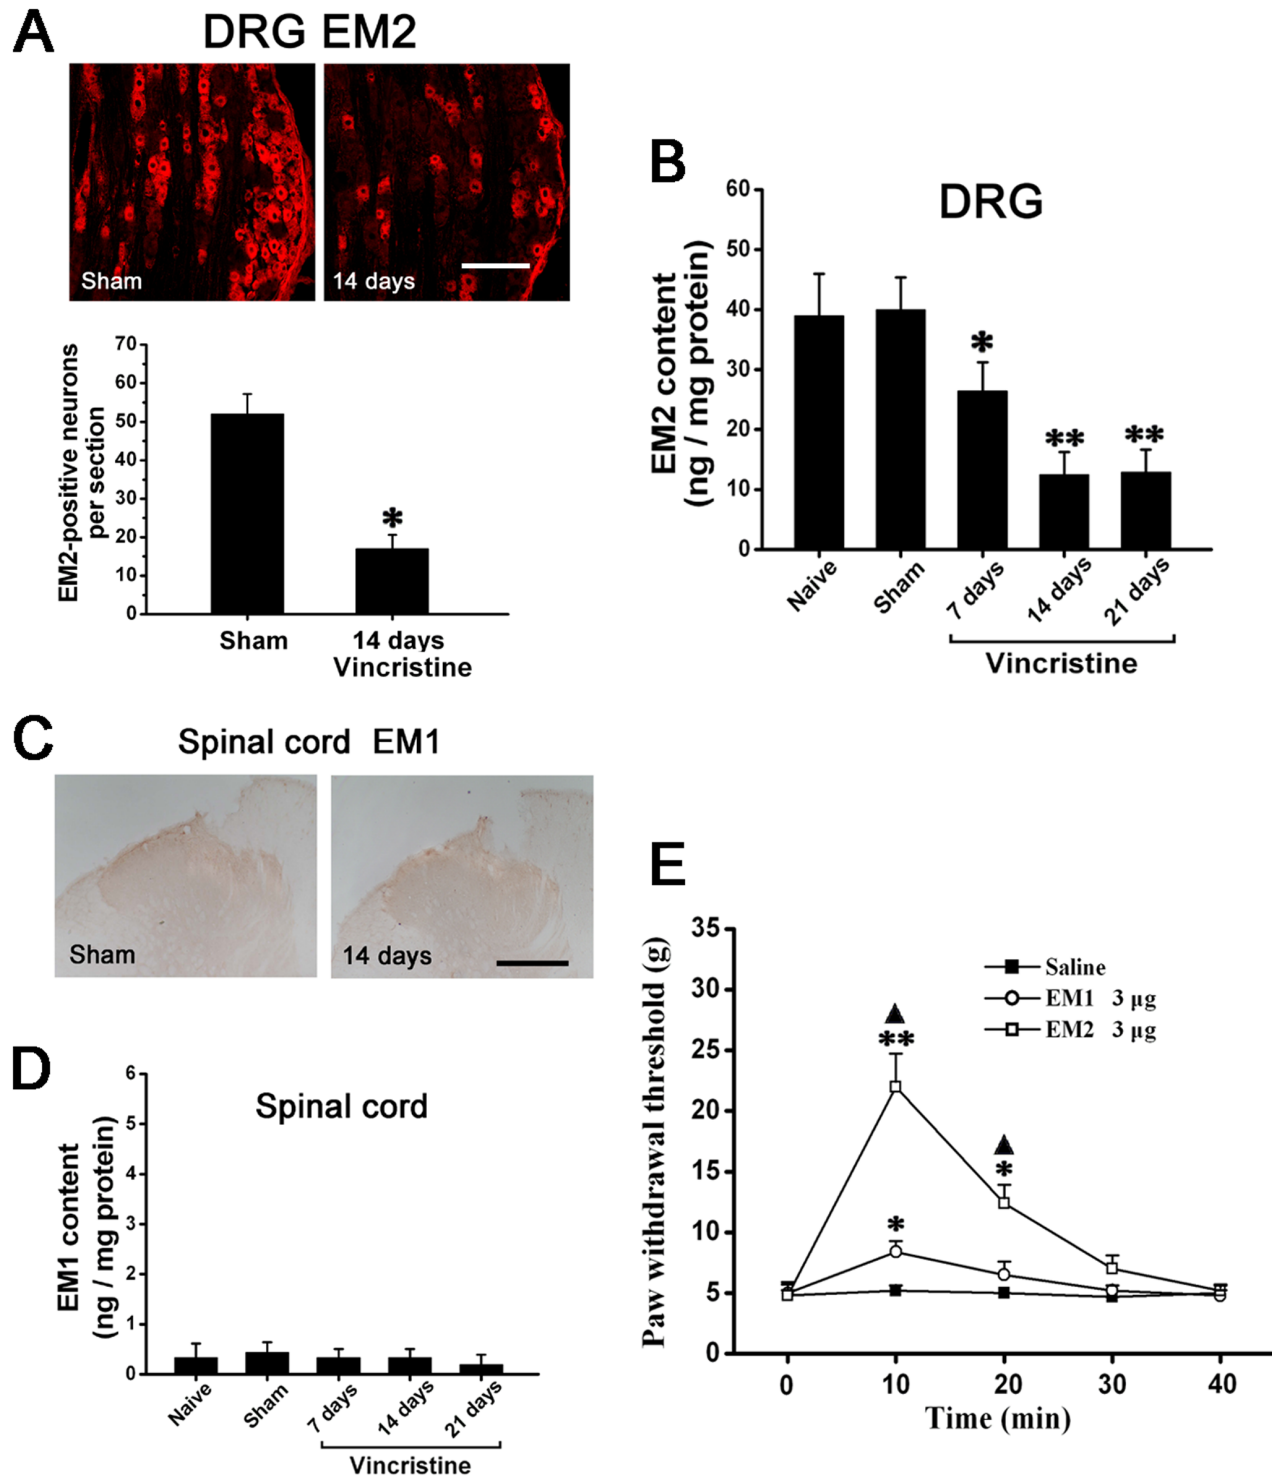 A
DRG EM2
Sham
14 days
70
60
50
40
30
20
10
0
EM2-positive neurons
per section
*
Sham
14 days
Vincristine
B
DRG
60
50
40
30
20
10
0
EM2 content
(ng / mg protein)
*
**
**
Naive
Sham
7 days
14 days
21 days
Vincristine
C
Spinal cord EM1
Sham
14 days
D
Spinal cord
6
5
4
3
2
1
0
EM1 content
(ng / mg protein)
Naive
Sham
7 days
14 days
21 days
Vincristine
E
35
30
25
20
15
10
5
0
Paw withdrawal threshold (g)
Saline
EM1 3 µg
EM2 3 µg
▲
**
▲
*
*
0
10
20
30
40
Time (min)